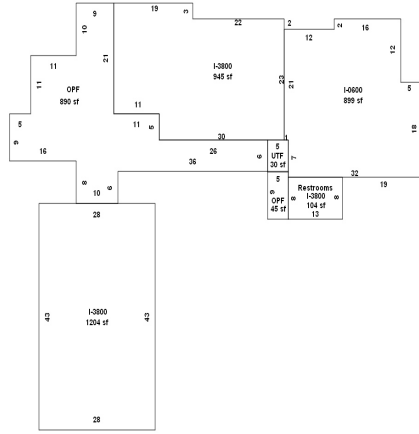 9
19
3
22
2
2
16
12
10
21
12
11
OPF
890 sf
I-3800
945 sf
I-0600
899 sf
5
11
23
21
11
11
5
5
18
9
30
1
16
26
6
5
UTF
30 sf
7
36
8
10
6
5
9
OPF
45 sf
32
19
Restrooms
I-3800
104 sf
8
8
13
28
43
I-3800
1204 sf
43
28